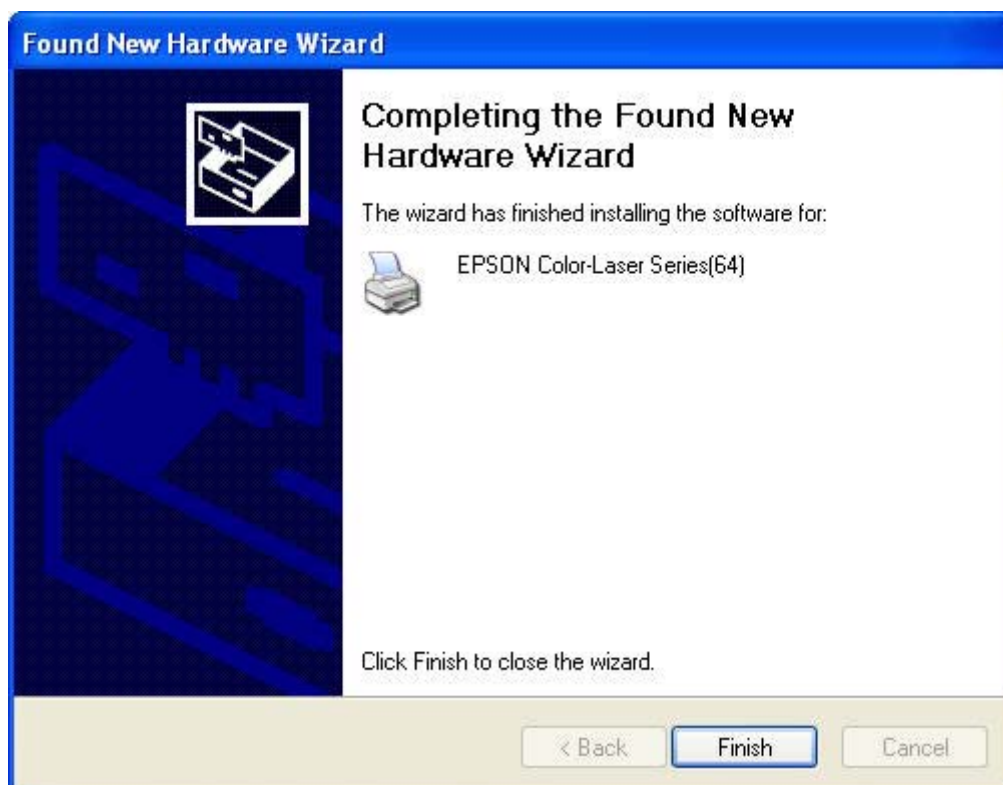 Found New Hardware Wizard
Completing the Found New
Hardware Wizard
The wizard has finished installing the software for:
EPSON Color-Laser Series(64)
Click Finish to close the wizard.
< Back
Finish
Cancel